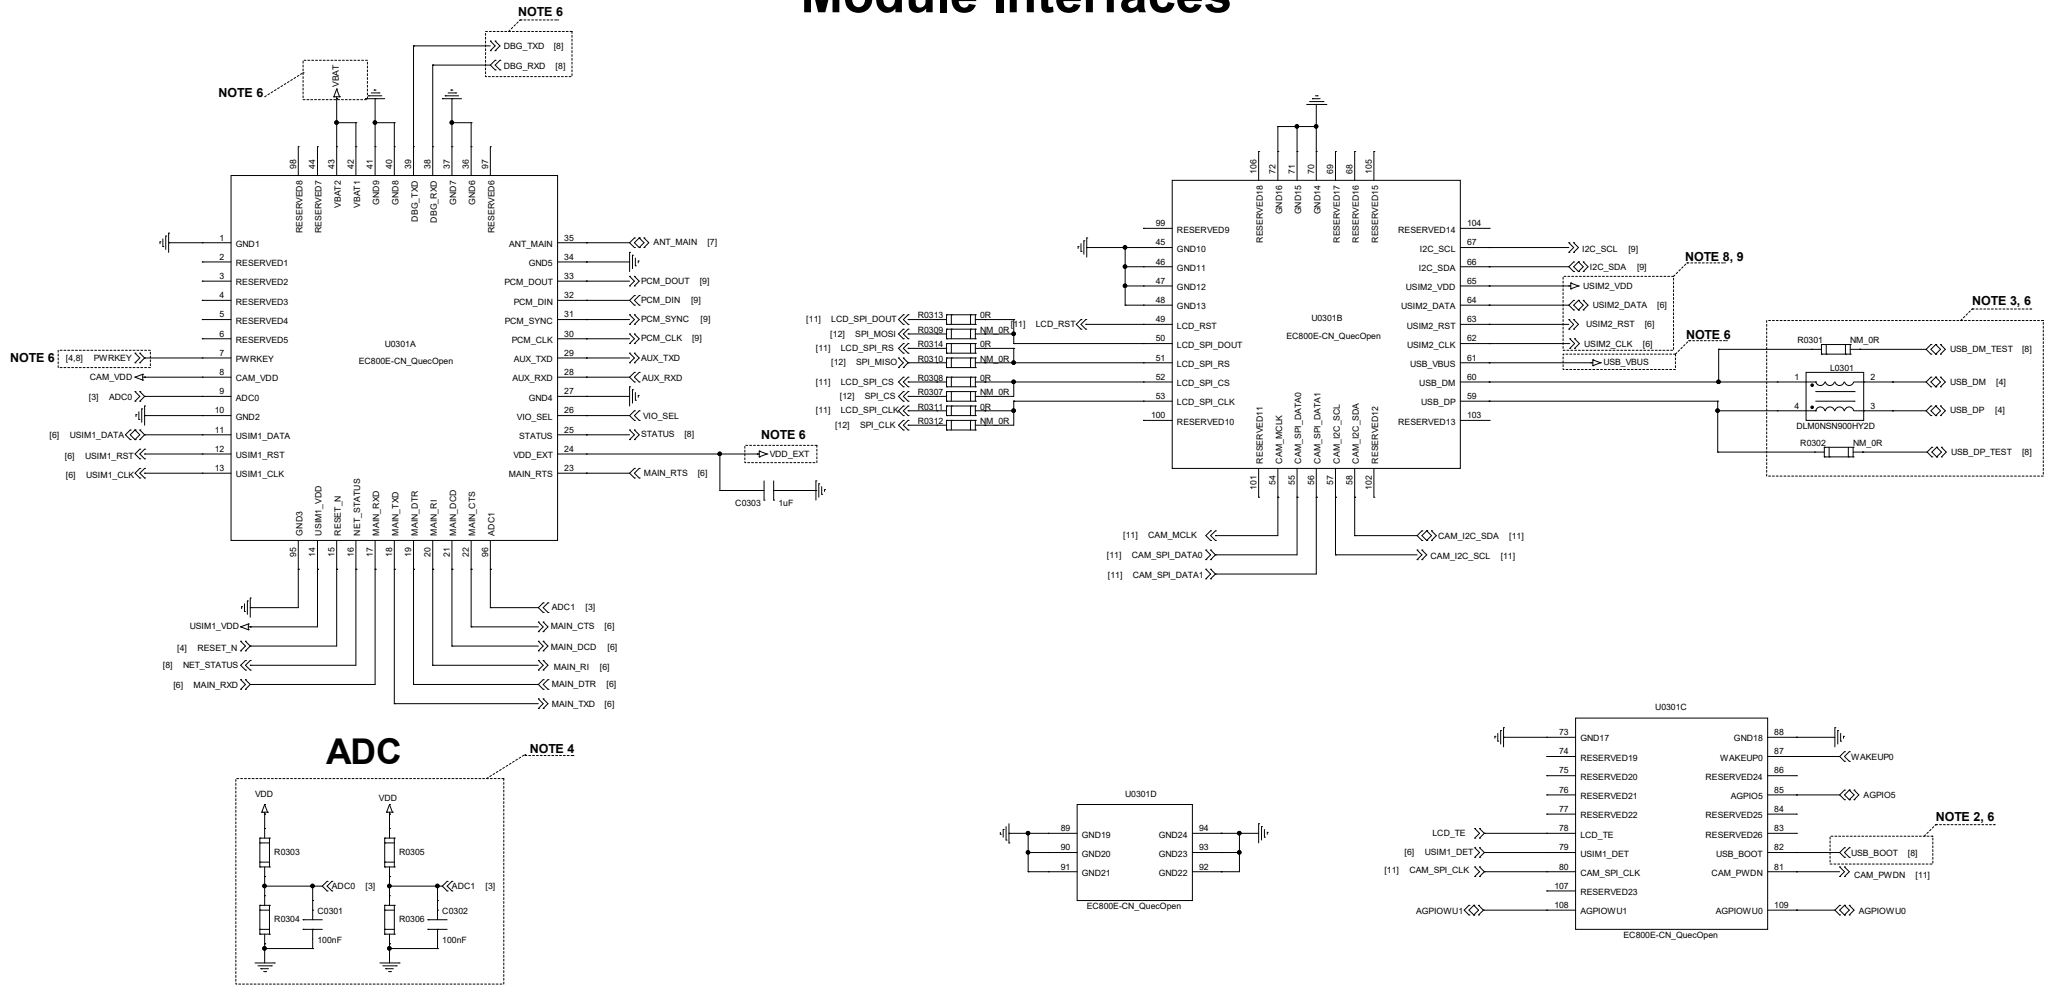 Module Interfaces
NOTE 6
DBG_TXD [8]
DBG_RXD [8]
NOTE 6
VBAT
98 44 43 42 41 40 39 38 37 36 97
RESERVED8 RESERVED7 VBAT2 VBAT1 GND9 GND8 DBG_TXD DBG_RXD GND7 GND6 RESERVED6
1 GND1
2 RESERVED1
3 RESERVED2
4 RESERVED3
5 RESERVED4
6 RESERVED5
NOTE 6 [4,8] PWRKEY 7 PWRKEY
CAM_VDD 8 CAM_VDD
[3] ADC0 9 ADC0
10 GND2
[6] USIM1_DATA 11 USIM1_DATA
[6] USIM1_RST 12 USIM1_RST
[6] USIM1_CLK 13 USIM1_CLK
U0301A
EC800E-CN_QuecOpen
ANT_MAIN 35 ANT_MAIN [7]
GND5 34
PCM_DOUT 33 PCM_DOUT [9]
PCM_DIN 32 PCM_DIN [9]
PCM_SYNC 31 PCM_SYNC [9]
PCM_CLK 30 PCM_CLK [9]
AUX_TXD 29 AUX_TXD
AUX_RXD 28 AUX_RXD
GND4 27
VIO_SEL 26 VIO_SEL
STATUS 25 STATUS [8]
NOTE 6
VDD_EXT 24 VDD_EXT
MAIN_RTS 23 MAIN_RTS [6]
C0303 1uF
GND3 USIM1_VDD RESET_N NET_STATUS MAIN_RXD MAIN_TXD MAIN_DTR MAIN_RI MAIN_DCD MAIN_CTS ADC1
95 14 15 16 17 18 19 20 21 22 96
USIM1_VDD
[4] RESET_N
[8] NET_STATUS
[6] MAIN_RXD
ADC1 [3]
MAIN_CTS [6]
MAIN_DCD [6]
MAIN_RI [6]
MAIN_DTR [6]
MAIN_TXD [6]
106 72 71 70 69 68 105
RESERVED18 GND16 GND15 GND14 RESERVED17 RESERVED16 RESERVED15
99 RESERVED9
45 GND10
46 GND11
47 GND12
48 GND13
[11] LCD_RST 49 LCD_RST
50 LCD_SPI_DOUT
51 LCD_SPI_RS
52 LCD_SPI_CS
53 LCD_SPI_CLK
100 RESERVED10
[11] LCD_SPI_DOUT R0313 0R
[12] SPI_MOSI R0309 NM_0R
[11] LCD_SPI_RS R0314 0R
[12] SPI_MISO R0310 NM_0R
[11] LCD_SPI_CS R0308 0R
[12] SPI_CS R0307 NM_0R
[11] LCD_SPI_CLK R0311 0R
[12] SPI_CLK R0312 NM_0R
U0301B
EC800E-CN_QuecOpen
RESERVED14 104
I2C_SCL 67 I2C_SCL [9]
I2C_SDA 66 I2C_SDA [9]
NOTE 8, 9
USIM2_VDD 65 USIM2_VDD
USIM2_DATA 64 USIM2_DATA [6]
USIM2_RST 63 USIM2_RST [6]
USIM2_CLK 62 USIM2_CLK [6]
NOTE 6
USB_VBUS 61 USB_VBUS
USB_DM 60
USB_DP 59
RESERVED13 103
NOTE 3, 6
R0301 NM_0R USB_DM_TEST [8]
L0301
1 2 USB_DM [4]
4 3 USB_DP [4]
DLM0NSN900HY2D
R0302 NM_0R USB_DP_TEST [8]
RESERVED11 CAM_MCLK CAM_SPI_DATA0 CAM_SPI_DATA1 CAM_I2C_SCL CAM_I2C_SDA RESERVED12
101 54 55 56 57 58 102
[11] CAM_MCLK
[11] CAM_SPI_DATA0
[11] CAM_SPI_DATA1
CAM_I2C_SDA [11]
CAM_I2C_SCL [11]
ADC
NOTE 4
VDD VDD
R0303 R0305
ADC0 [3] ADC1 [3]
R0304 C0301 R0306 C0302
100nF 100nF
U0301D
89 GND19 GND24 94
90 GND20 GND23 93
91 GND21 GND22 92
EC800E-CN_QuecOpen
U0301C
73 GND17 GND18 88
74 RESERVED19 WAKEUP0 87 WAKEUP0
75 RESERVED20 RESERVED24 86
76 RESERVED21 AGPIO5 85 AGPIO5
77 RESERVED22 RESERVED25 84
NOTE 2, 6
LCD_TE 78 LCD_TE RESERVED26 83
[6] USIM1_DET 79 USIM1_DET USB_BOOT 82 USB_BOOT [8]
[11] CAM_SPI_CLK 80 CAM_SPI_CLK CAM_PWDN 81 CAM_PWDN [11]
107 RESERVED23
AGPIOWU1 108 AGPIOWU1 AGPIOWU0 109 AGPIOWU0
EC800E-CN_QuecOpen